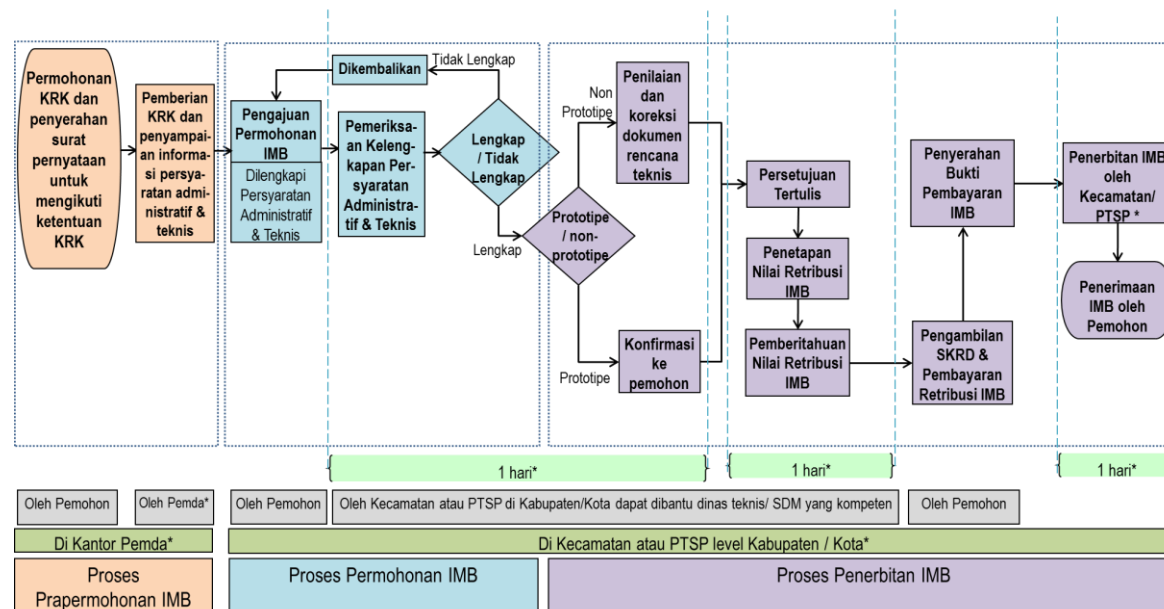 Permohonan
KRK dan
penyerahan
surat
pernyataan
untuk
mengikuti
ketentuan
KRK
Pemberian
KRK dan
penyampai-
an informa-
si persya-
ratan admi-
nistratif &
teknis
Dikembalikan
Tidak Lengkap
Pengajuan
Permohonan
IMB
Dilengkapi
Persyaratan
Administratif
& Teknis
Pemeriksa-
an Keleng-
kapan Per-
syaratan
Administra-
tif & Teknis
Lengkap
/ Tidak
Lengkap
Lengkap
Prototipe
/ non-
prototipe
Non
Prototipe
Penilaian
dan
koreksi
dokumen
rencana
teknis
Prototipe
Konfirmasi
ke
pemohon
Persetujuan
Tertulis
Penetapan
Nilai Retribusi
IMB
Pemberitahuan
Nilai Retribusi
IMB
Penyerahan
Bukti
Pembayaran
IMB
Pengambilan
SKRD &
Pembayaran
Retribusi IMB
Penerbitan IMB
oleh
Kecamatan/
PTSP *
Penerimaan
IMB oleh
Pemohon
1 hari*
1 hari*
1 hari*
Oleh Pemohon
Oleh Pemda*
Oleh Pemohon
Oleh Kecamatan atau PTSP di Kabupaten/Kota dapat dibantu dinas teknis/ SDM yang kompeten
Oleh Pemohon
Di Kantor Pemda*
Di Kecamatan atau PTSP level Kabupaten / Kota*
Proses
Prapermohonan IMB
Proses Permohonan IMB
Proses Penerbitan IMB